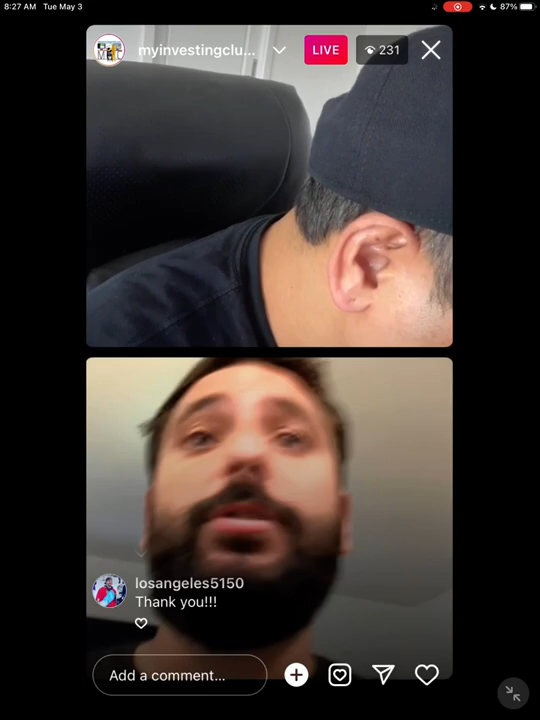 8:27 AM Tue May 3
87%
myinvestingclu...
LIVE
231
losangeles5150
Thank you!!!
Add a comment...